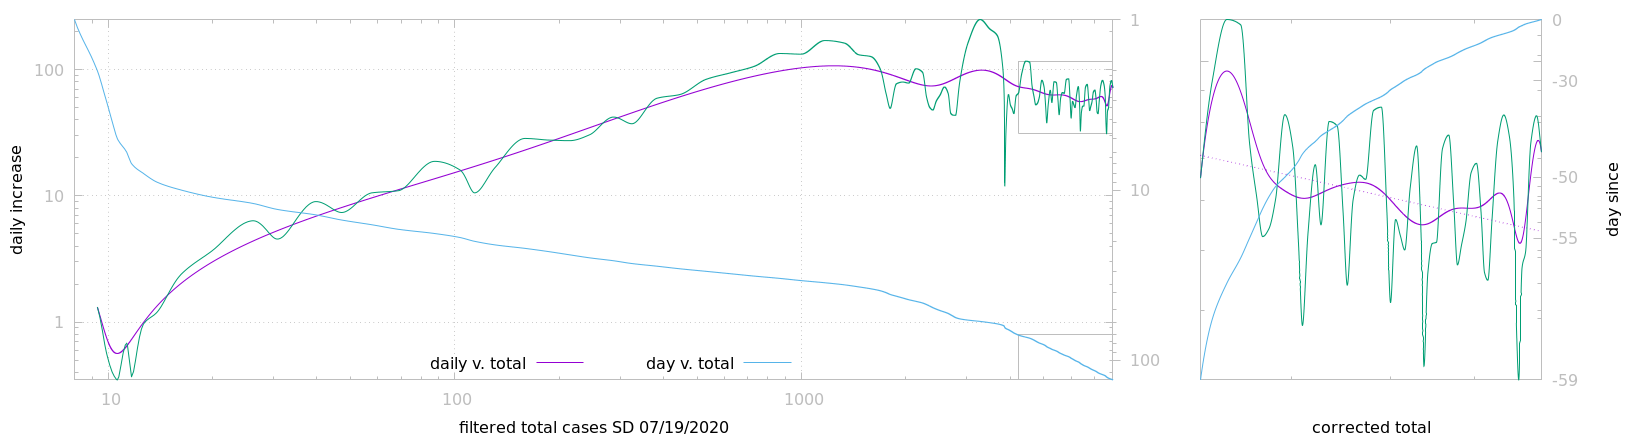 daily increase
100
10
1
10
100
1000
filtered total cases SD 07/19/2020
daily v. total
day v. total
1
10
100
corrected total
0
-30
-50
-55
-59
day since